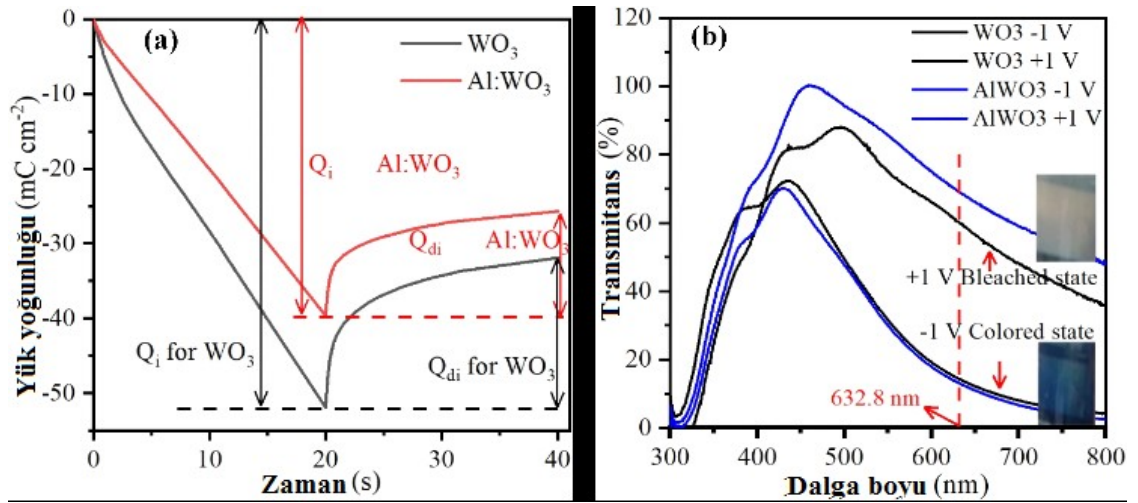 (a)
WO3
Al:WO3
Qi
Al:WO3
Qdi
Al:WO3
Qi for WO3
Qdi for WO3
0
-10
-20
-30
-40
-50
0
10
20
30
40
Yük yoğunluğu (mC cm-2)
Zaman (s)
(b)
WO3 -1 V
WO3 +1 V
AlWO3 -1 V
AlWO3 +1 V
+1 V Bleached state
-1 V Colored state
632.8 nm
120
100
80
60
40
20
0
300
400
500
600
700
800
Transmitans (%)
Dalga boyu (nm)